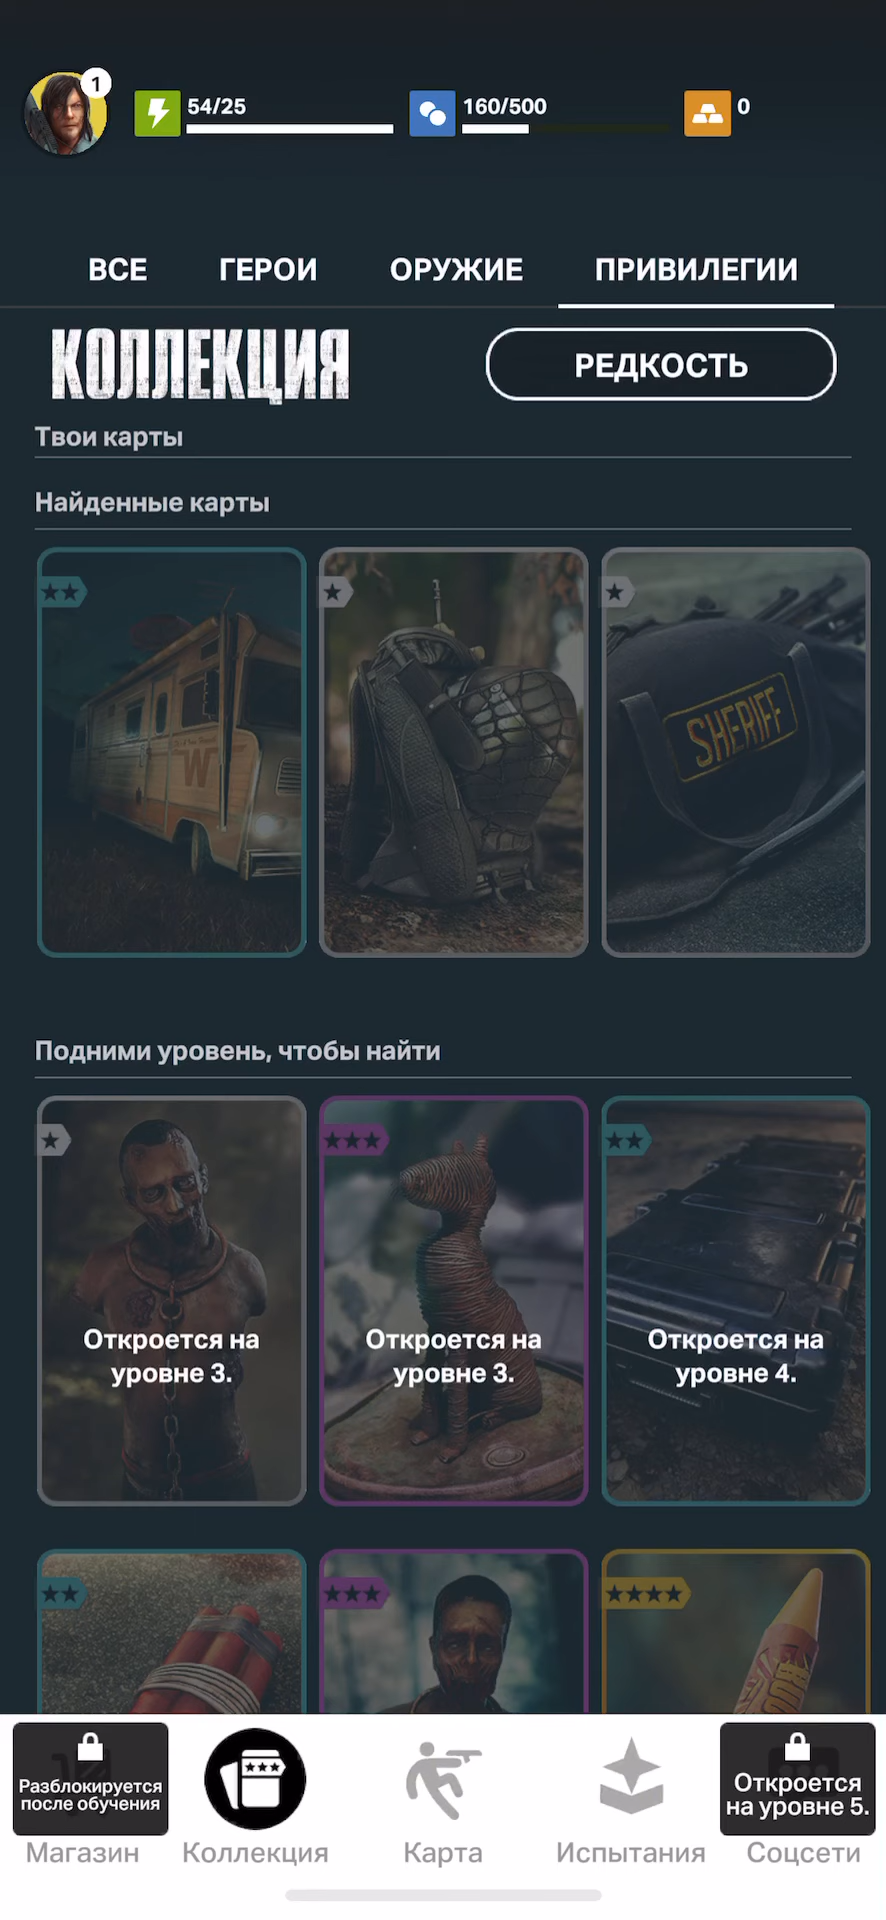 1
54/25
160/500
0
ВСЕ
ГЕРОИ
ОРУЖИЕ
ПРИВИЛЕГИИ
КОЛЛЕКЦИЯ
РЕДКОСТЬ
Твои карты
Найденные карты
W
SHERIFF
Подними уровень, чтобы найти
Откроется на
уровне 3.
Откроется на
уровне 3.
Откроется на
уровне 4.
Разблокируется
после обучения
Откроется
на уровне 5.
Магазин
Коллекция
Карта
Испытания
Соцсети